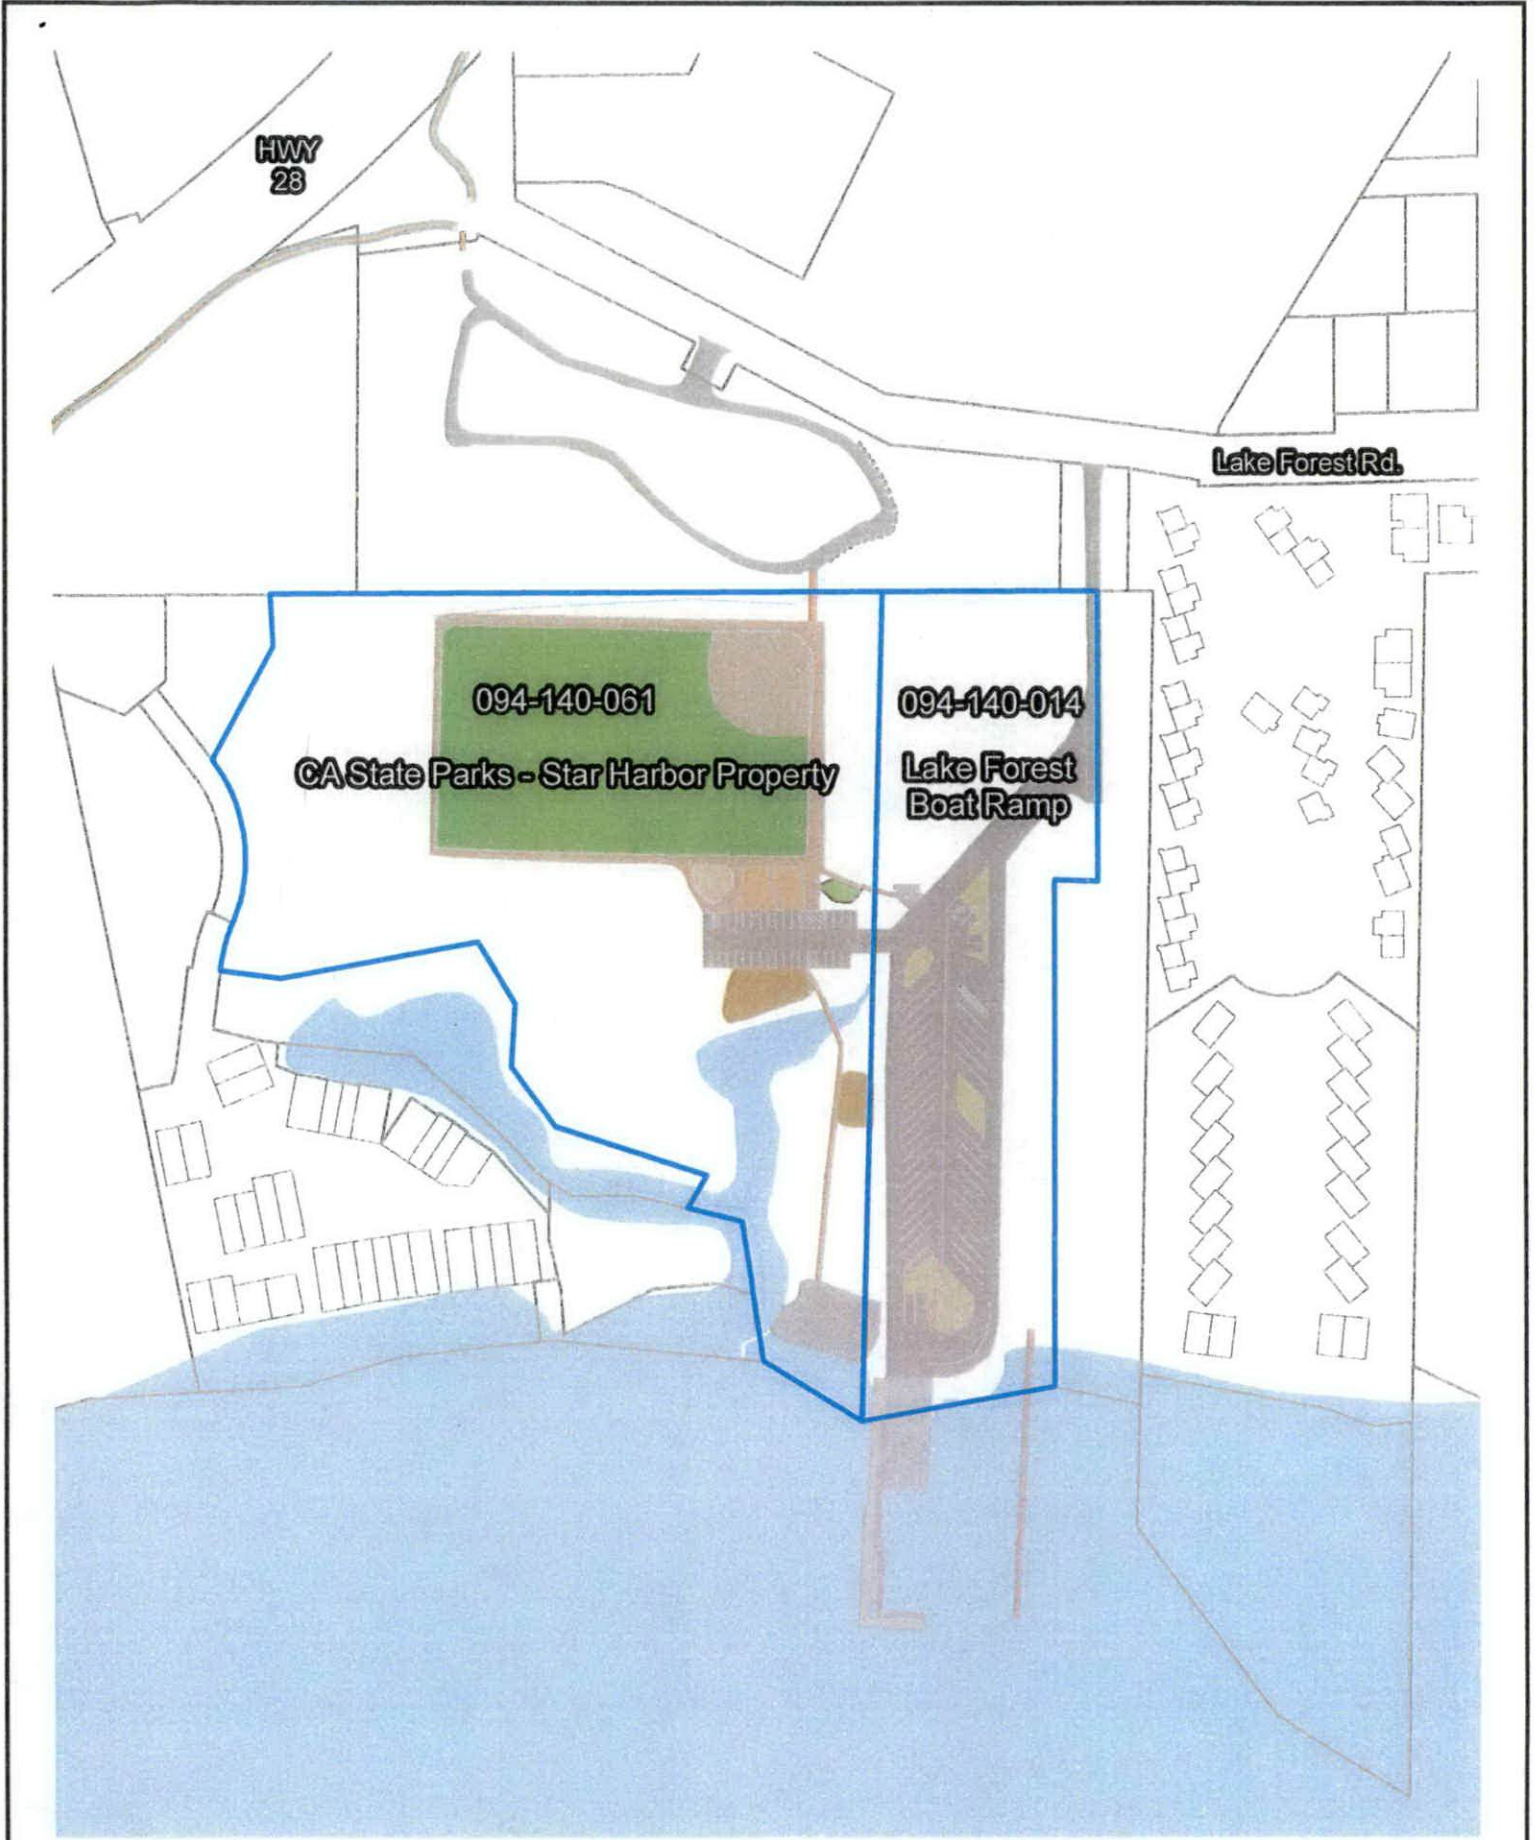 HWY
28
Lake Forest Rd.
094-140-061
CA State Parks - Star Harbor Property
094-140-014
Lake Forest
Boat Ramp